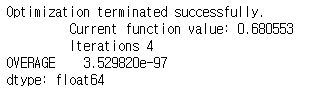 Optimization terminated successfully.
Current function value: 0.680553
Iterations 4
OVERAGE    3.529820e-97
dtype: float64